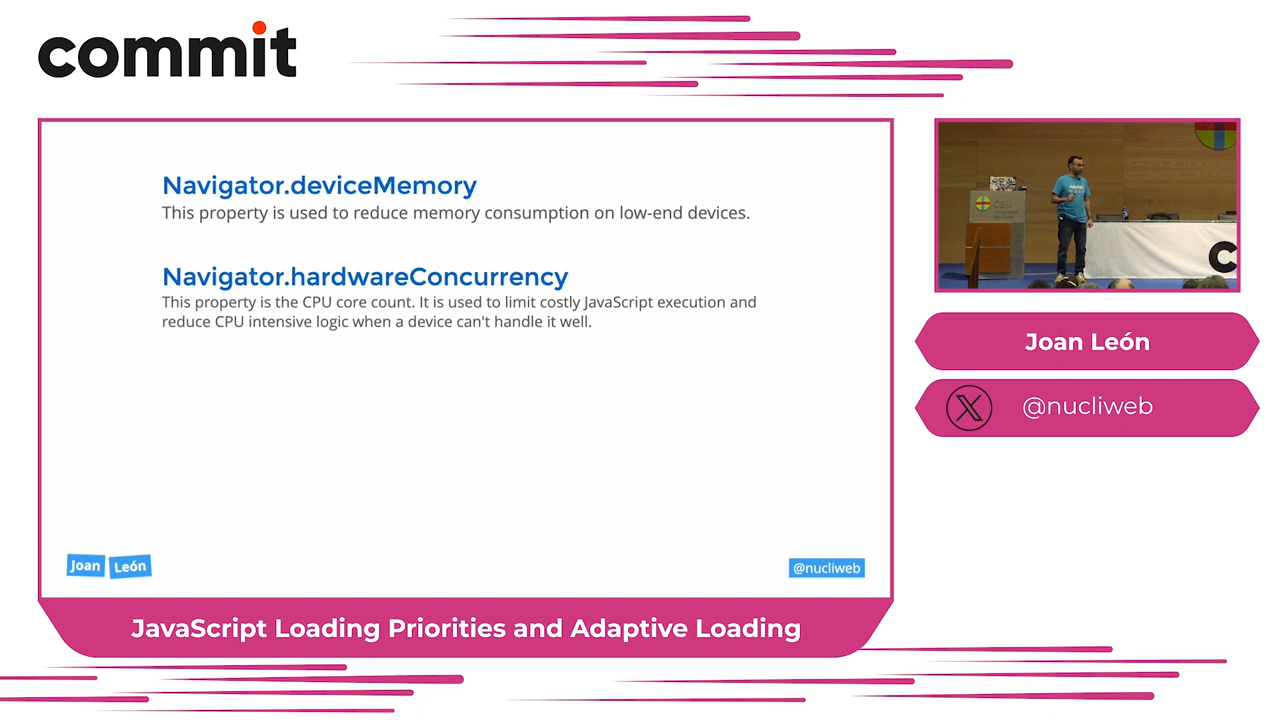 commit
Navigator.deviceMemory
This property is used to reduce memory consumption on low-end devices.
Navigator.hardwareConcurrency
This property is the CPU core count. It is used to limit costly JavaScript execution and
reduce CPU intensive logic when a device can't handle it well.
Joan León
@nucliweb
JavaScript Loading Priorities and Adaptive Loading
CEU
Joan León
@nucliweb